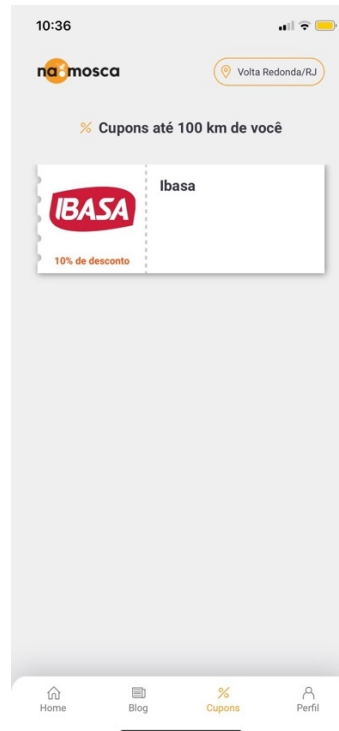 10:36
na mosca
Volta Redonda/RJ
% Cupons até 100 km de você
IBASA
Ibasa
10% de desconto
Home
Blog
%
Cupons
Perfil